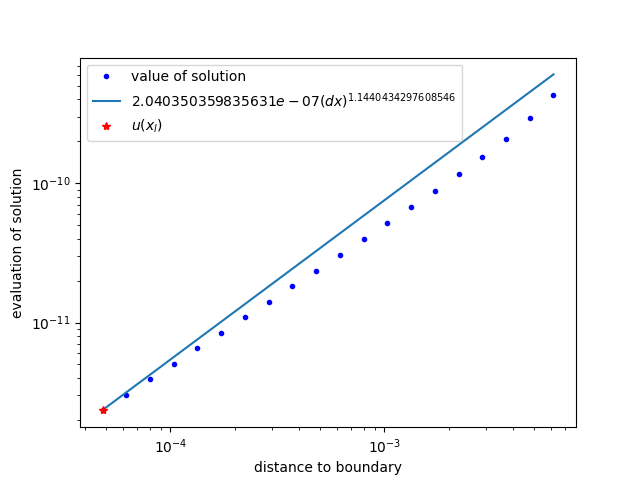 value of solution
2.040350359835631e − 07(dx)^1.1440434297608546
u(x_l)
evaluation of solution
10^−10
10^−11
10^−4
10^−3
distance to boundary